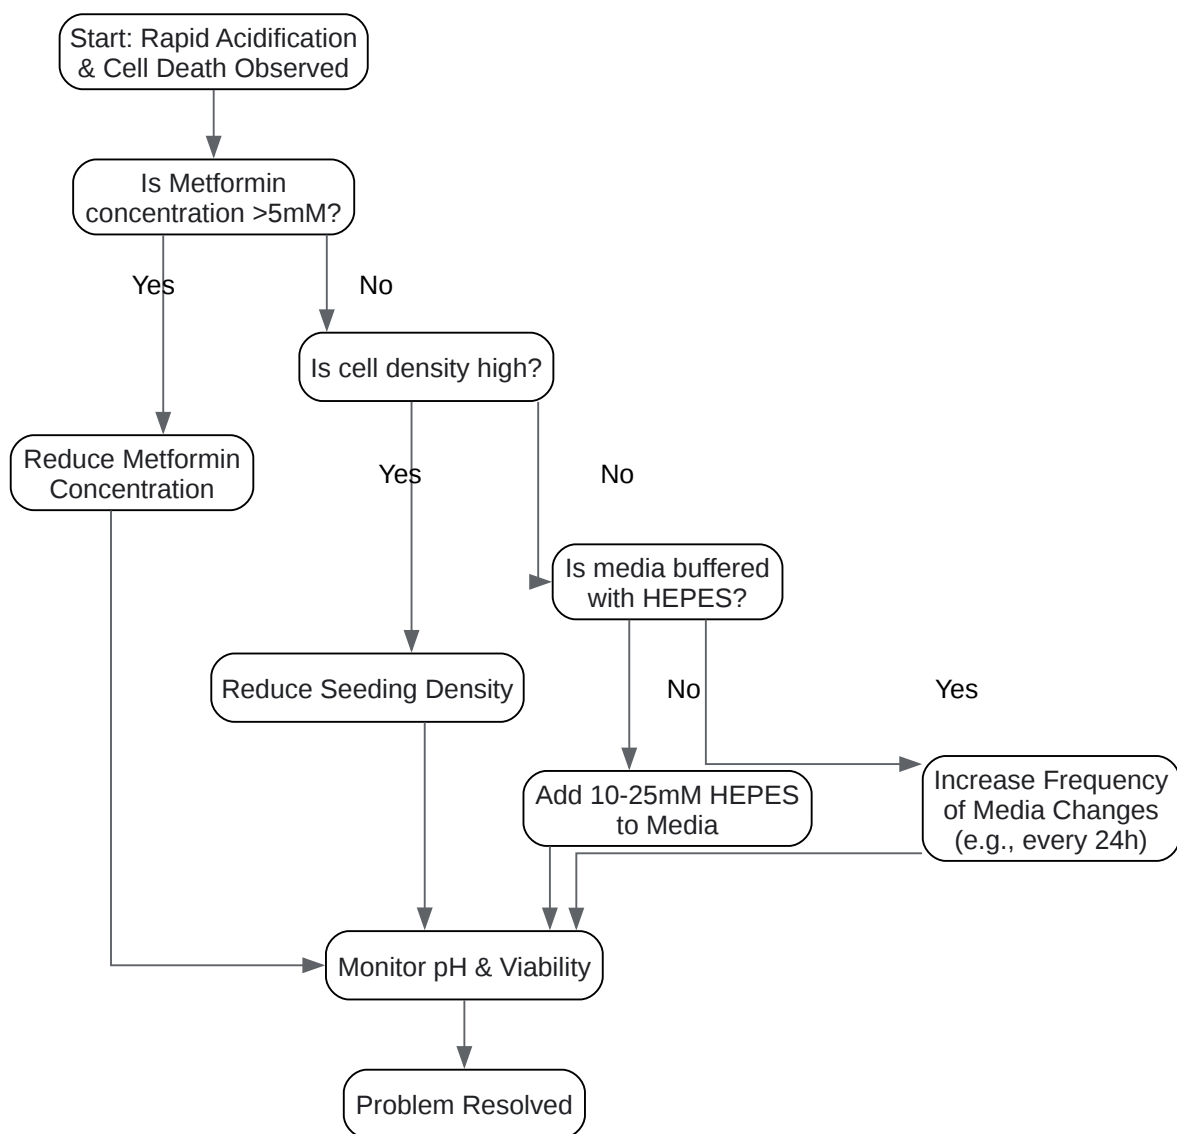 Start: Rapid Acidification
& Cell Death Observed
Is Metformin
concentration >5mM?
Yes
No
Is cell density high?
Reduce Metformin
Concentration
Yes
No
Is media buffered
with HEPES?
Reduce Seeding Density
No
Yes
Add 10-25mM HEPES
to Media
Increase Frequency
of Media Changes
(e.g., every 24h)
Monitor pH & Viability
Problem Resolved